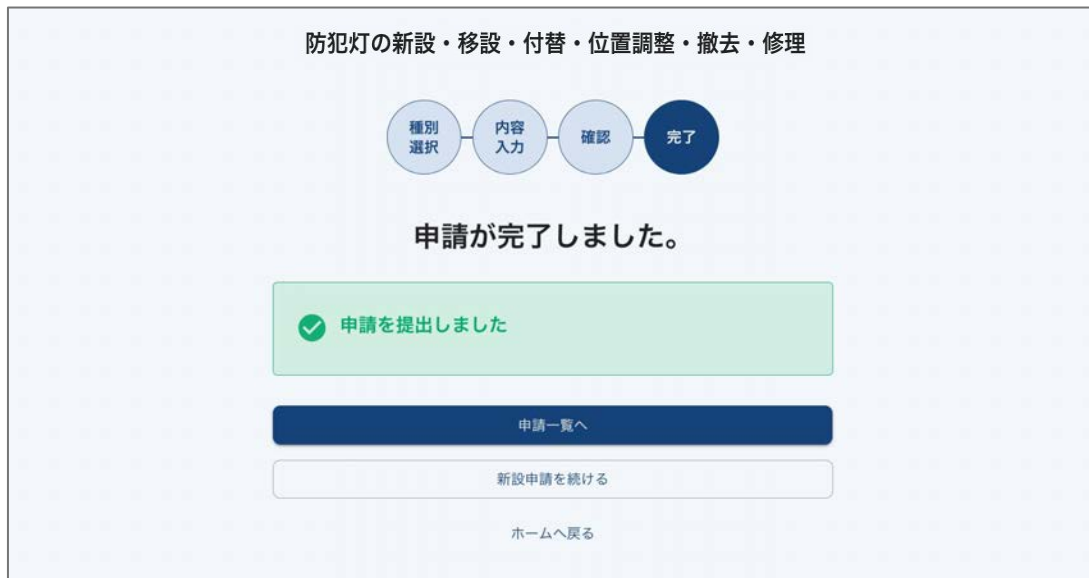 防犯灯の新設・移設・付替・位置調整・撤去・修理
種別
選択
内容
入力
確認
完了
申請が完了しました。
申請を提出しました
申請一覧へ
新設申請を続ける
ホームへ戻る